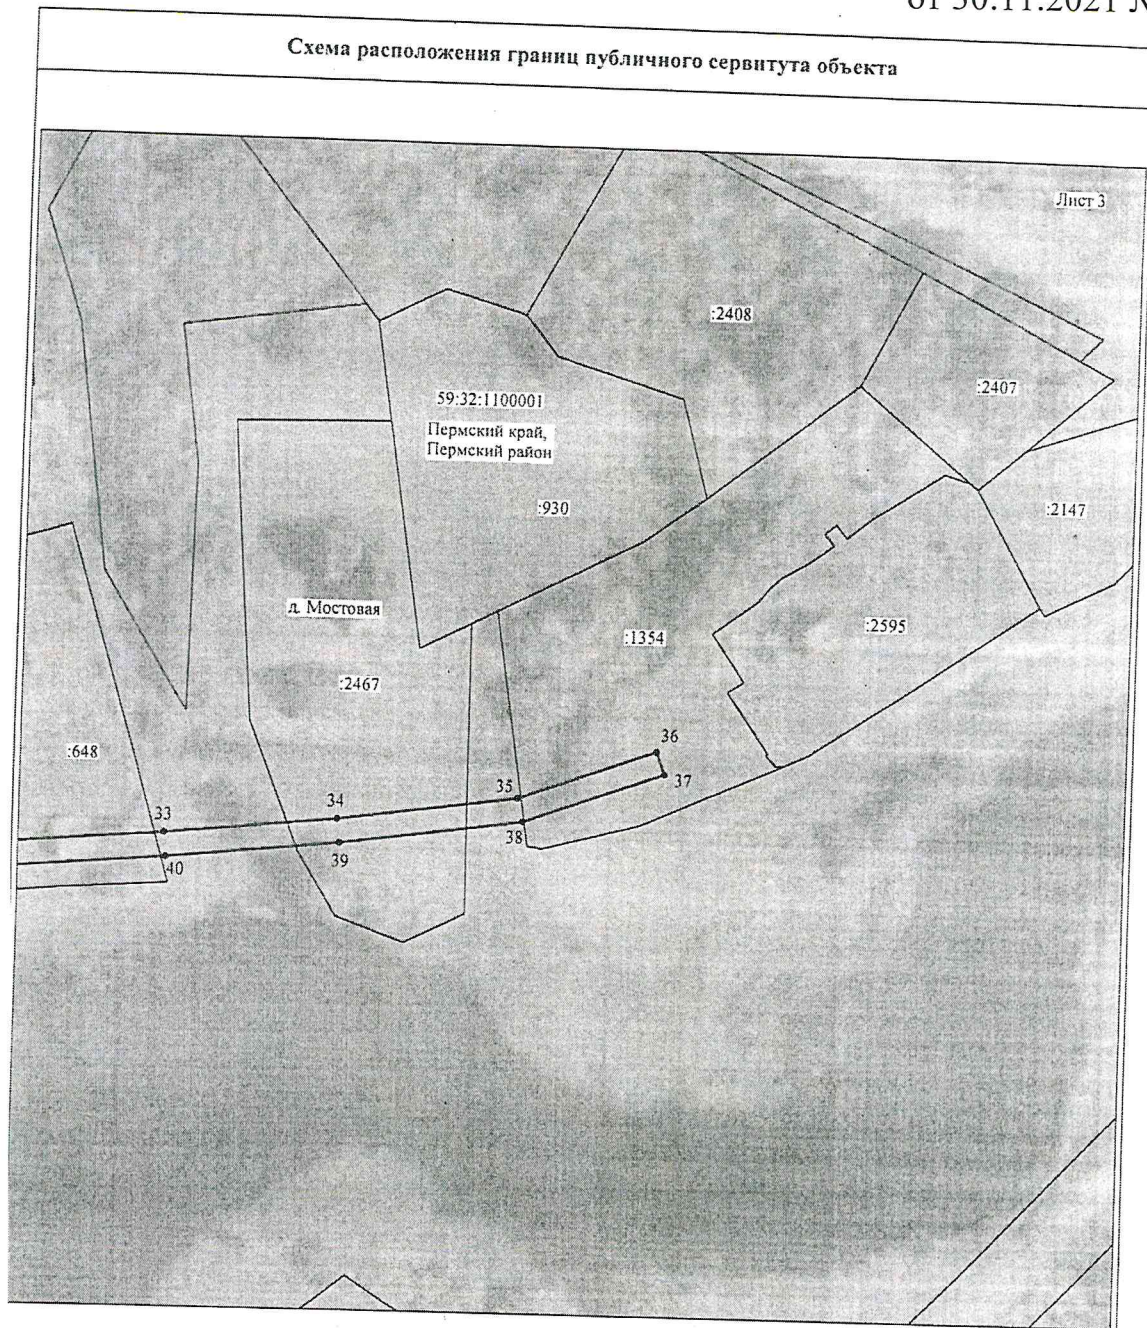 от 30.11.2021 №
Схема расположения границ публичного сервитута объекта
Лист 3
:2408
:2407
59:32:1100001
Пермский край,
Пермский район
:930
:2147
д. Мостовая
:1354
:2595
:2467
:648
36
37
35
34
33
38
39
40